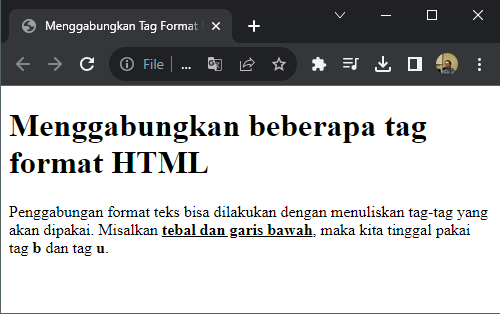 Menggabungkan Tag Format
File
...
Menggabungkan beberapa tag
format HTML
Penggabungan format teks bisa dilakukan dengan menuliskan tag-tag yang
akan dipakai. Misalkan tebal dan garis bawah, maka kita tinggal pakai
tag b dan tag u.